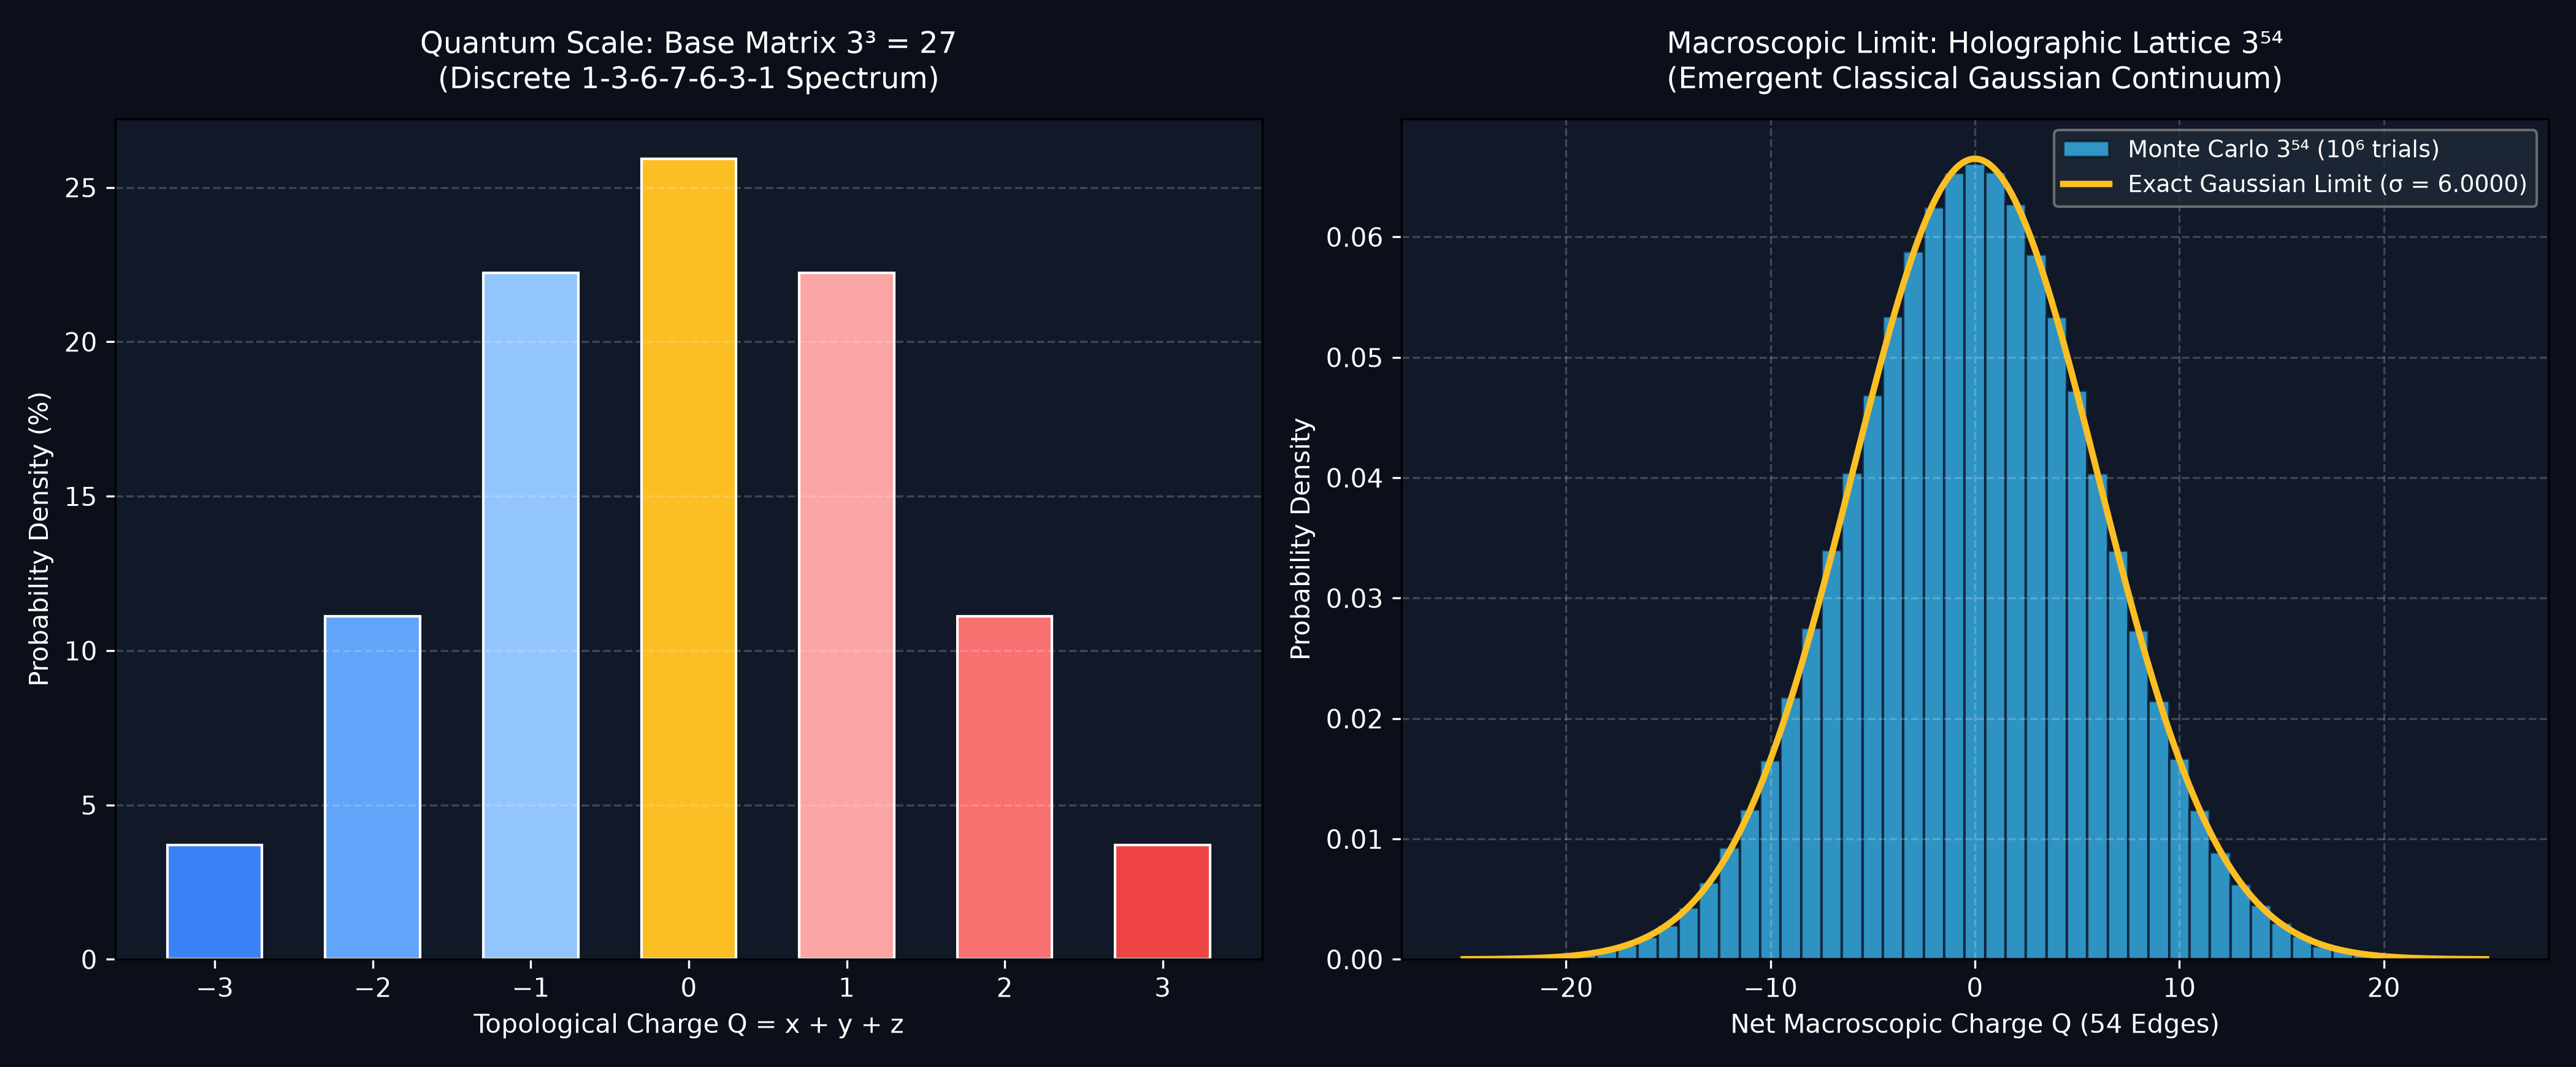 Quantum Scale: Base Matrix 3³ = 27
(Discrete 1-3-6-7-6-3-1 Spectrum)
Probability Density (%)
25
20
15
10
5
0
−3 −2 −1 0 1 2 3
Topological Charge Q = x + y + z
Macroscopic Limit: Holographic Lattice 3⁵⁴
(Emergent Classical Gaussian Continuum)
Monte Carlo 3⁵⁴ (10⁶ trials)
Exact Gaussian Limit (σ = 6.0000)
Probability Density
0.06
0.05
0.04
0.03
0.02
0.01
0.00
−20 −10 0 10 20
Net Macroscopic Charge Q (54 Edges)